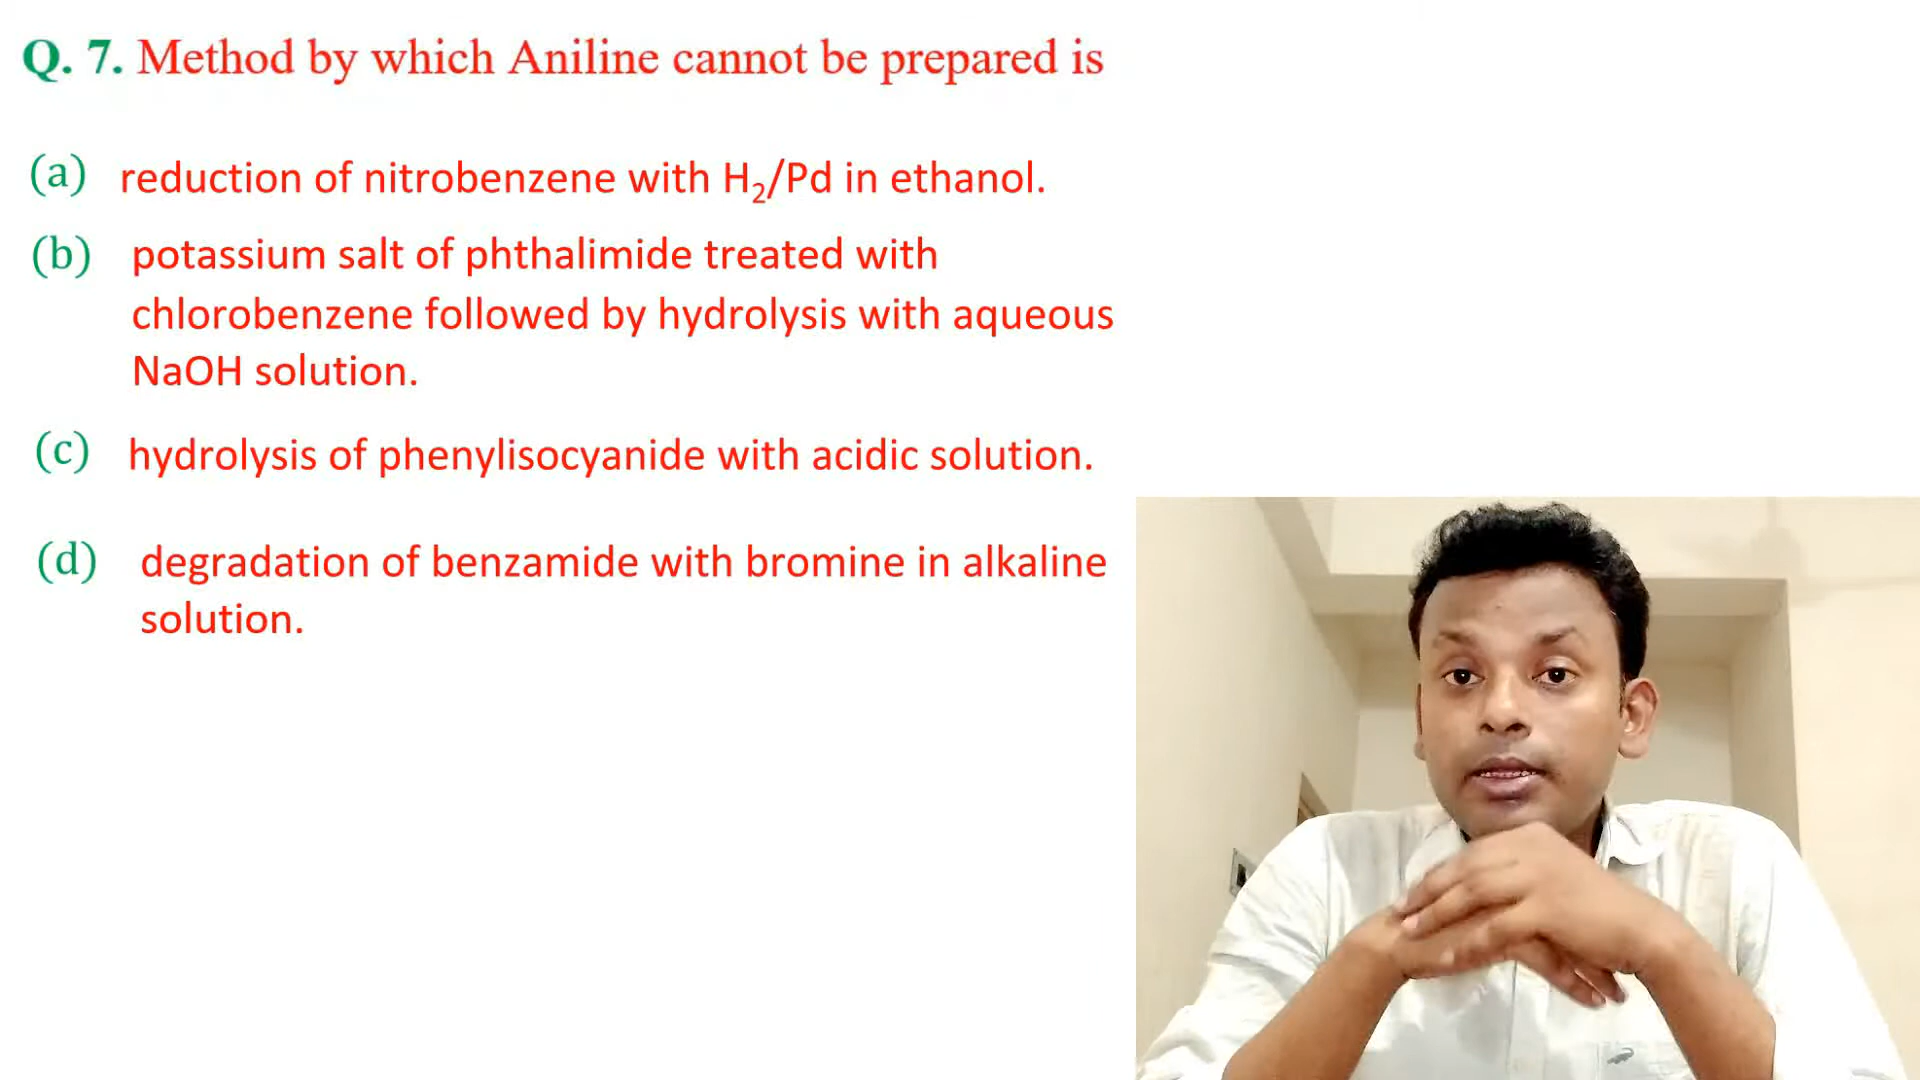 Q. 7. Method by which Aniline cannot be prepared is
(a) reduction of nitrobenzene with H₂/Pd in ethanol.
(b) potassium salt of phthalimide treated with
chlorobenzene followed by hydrolysis with aqueous
NaOH solution.
(c) hydrolysis of phenylisocyanide with acidic solution.
(d) degradation of benzamide with bromine in alkaline
solution.